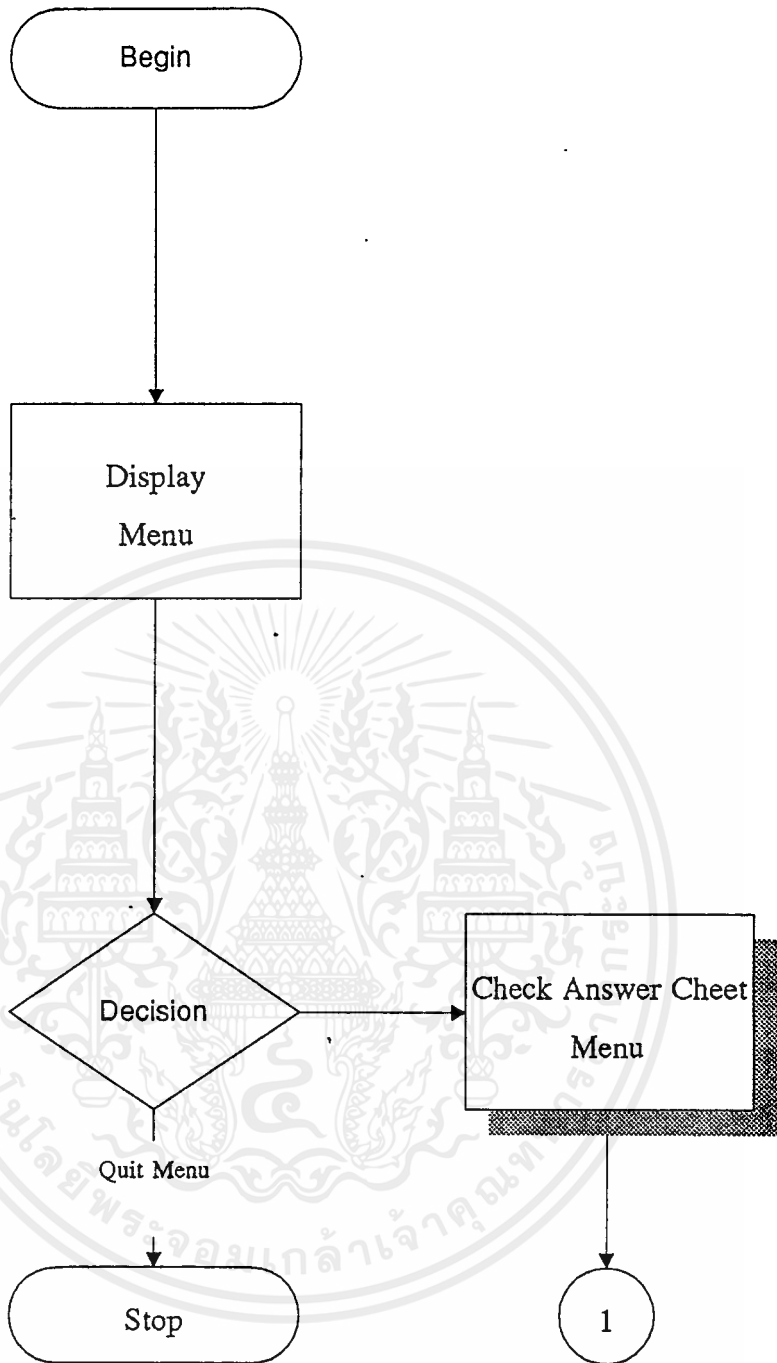 Begin
Display
Menu
Decision
Check Answer Cheet
Menu
Quit Menu
Stop
1